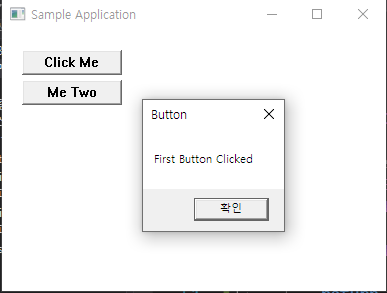 Sample Application
Click Me
Me Two
Button
First Button Clicked
확인